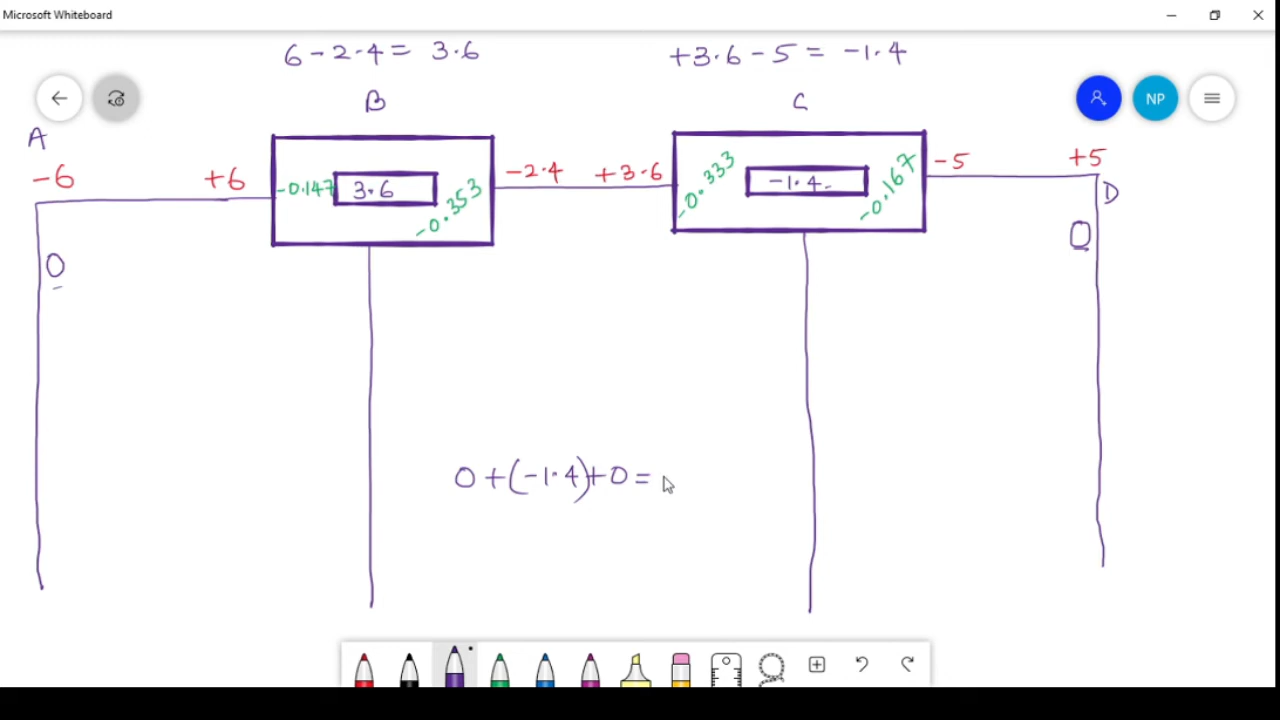 Microsoft Whiteboard
6-2.4= 3.6
+3.6-5 = -1.4
B
C
NP
A
-6
+6
-0.147
3.6
-0.353
-2.4
+3.6
-0.333
-1.4
-0.167
-5
+5
D
0
0
0+(-1.4)+0=